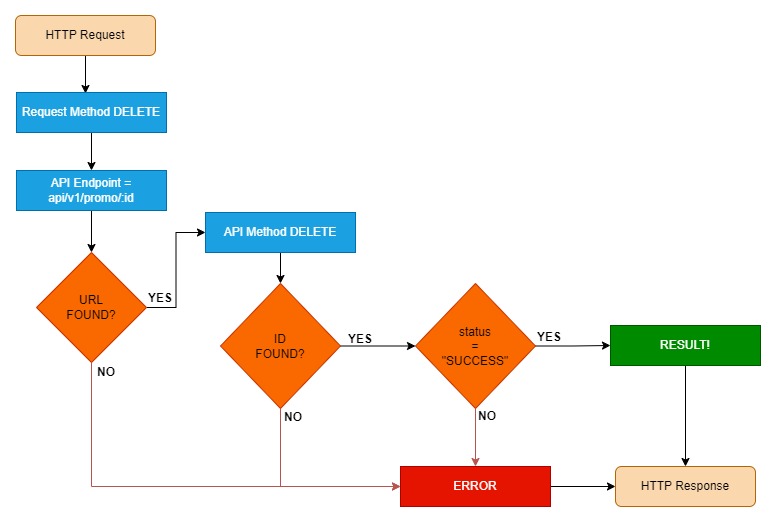 HTTP Request
Request Method DELETE
API Endpoint =
api/v1/promo/:id
API Method DELETE
URL
FOUND?
YES
NO
ID
FOUND?
YES
NO
status
=
"SUCCESS"
YES
NO
RESULT!
ERROR
HTTP Response